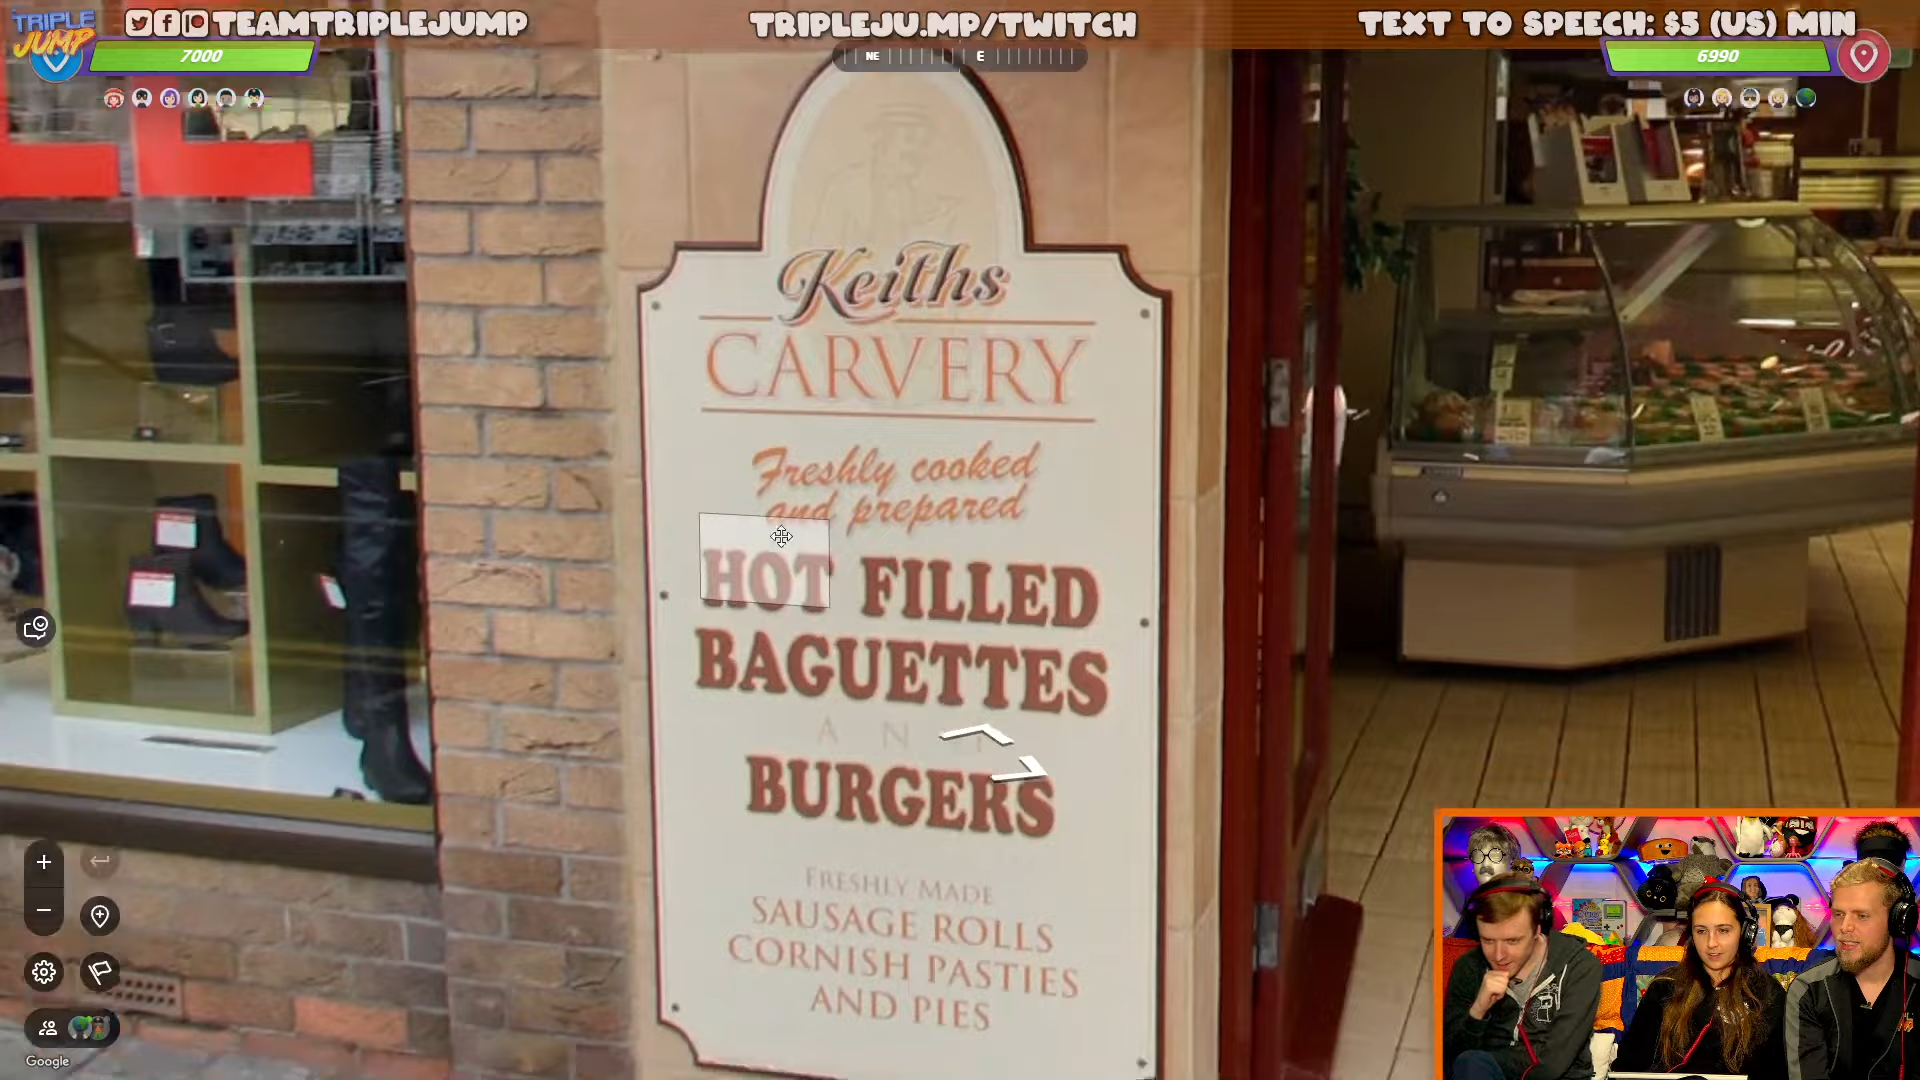 TRIPLE JUMP
TEAMTRIPLEJUMP
TRIPLEJU.MP/TWITCH
TEXT TO SPEECH: $5 (US) MIN
7000
NE
E
6990
Keiths
CARVERY
Freshly cooked
and prepared
HOT FILLED
BAGUETTES
AND
BURGERS
FRESHLY MADE
SAUSAGE ROLLS
CORNISH PASTIES
AND PIES
Google